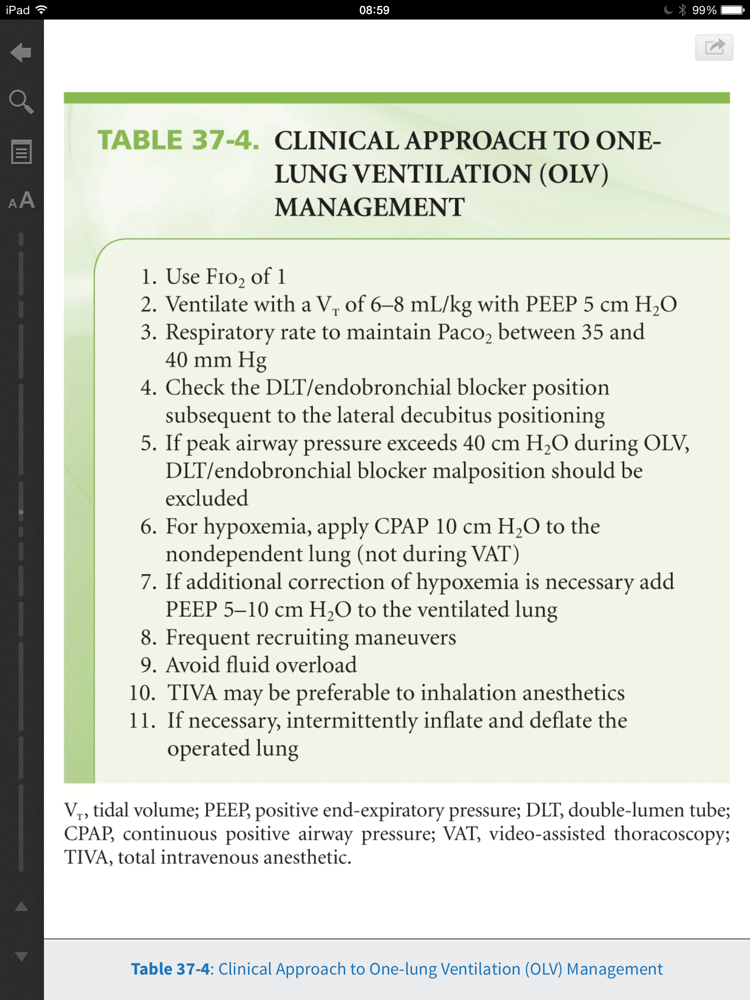 iPad 08:59 99%
AA
TABLE 37-4. CLINICAL APPROACH TO ONE-
LUNG VENTILATION (OLV)
MANAGEMENT
1. Use FIO₂ of 1
2. Ventilate with a V_T of 6–8 mL/kg with PEEP 5 cm H₂O
3. Respiratory rate to maintain PaCO₂ between 35 and
40 mm Hg
4. Check the DLT/endobronchial blocker position
subsequent to the lateral decubitus positioning
5. If peak airway pressure exceeds 40 cm H₂O during OLV,
DLT/endobronchial blocker malposition should be
excluded
6. For hypoxemia, apply CPAP 10 cm H₂O to the
nondependent lung (not during VAT)
7. If additional correction of hypoxemia is necessary add
PEEP 5–10 cm H₂O to the ventilated lung
8. Frequent recruiting maneuvers
9. Avoid fluid overload
10. TIVA may be preferable to inhalation anesthetics
11. If necessary, intermittently inflate and deflate the
operated lung
V_T, tidal volume; PEEP, positive end-expiratory pressure; DLT, double-lumen tube;
CPAP, continuous positive airway pressure; VAT, video-assisted thoracoscopy;
TIVA, total intravenous anesthetic.
Table 37-4: Clinical Approach to One-lung Ventilation (OLV) Management